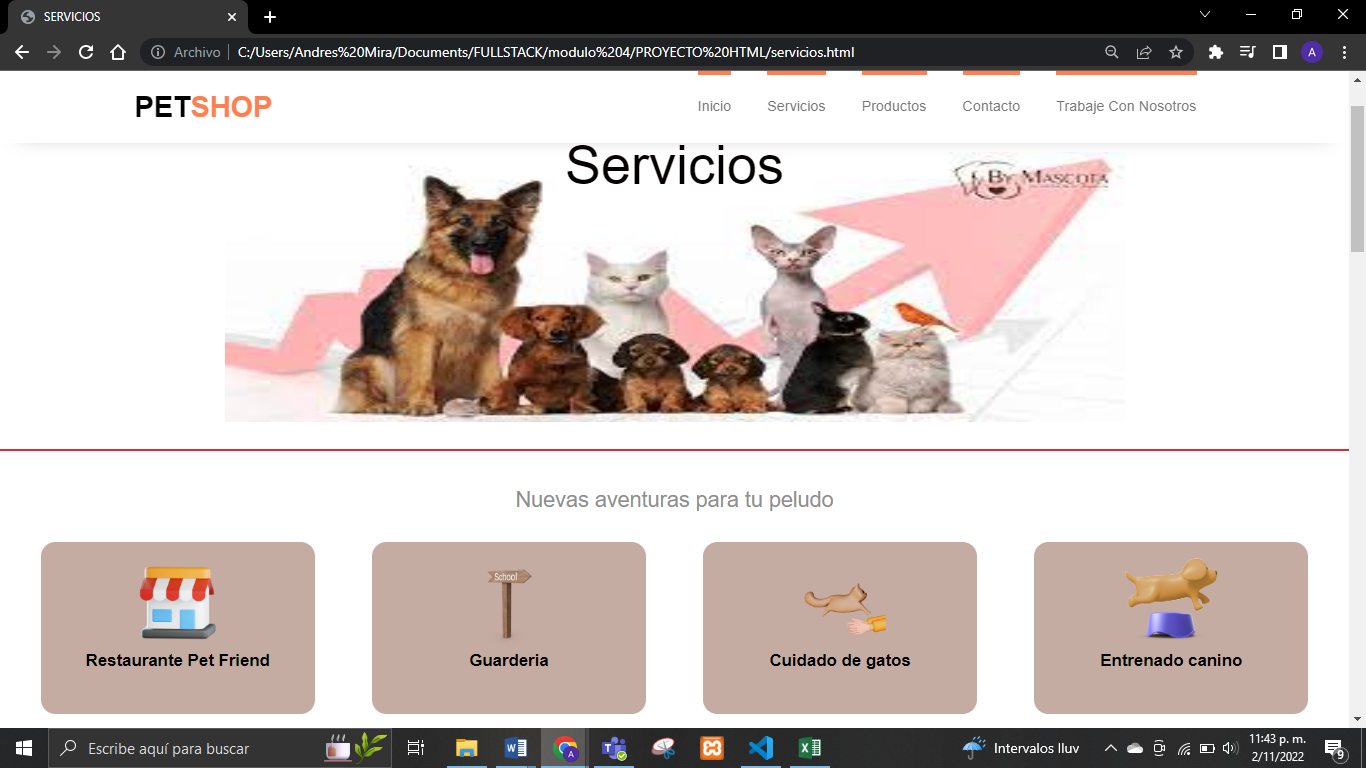 SERVICIOS
Archivo C:/Users/Andres%20Mira/Documents/FULLSTACK/modulo%204/PROYECTO%20HTML/servicios.html A
PETSHOP Inicio Servicios Productos Contacto Trabaje Con Nosotros
Servicios
By Mascota
Nuevas aventuras para tu peludo
School
Restaurante Pet Friend Guarderia Cuidado de gatos Entrenado canino
Escribe aquí para buscar Intervalos lluv 11:43 p. m.
2/11/2022 9